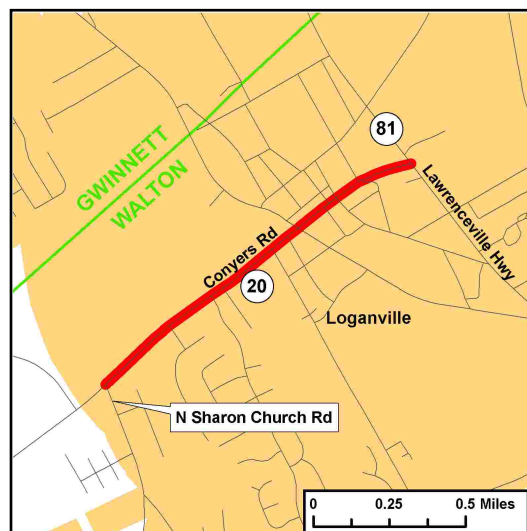 81
GWINNETT
WALTON
Lawrenceville Hwy
Conyers Rd
20
Loganville
N Sharon Church Rd
0 0.25 0.5 Miles